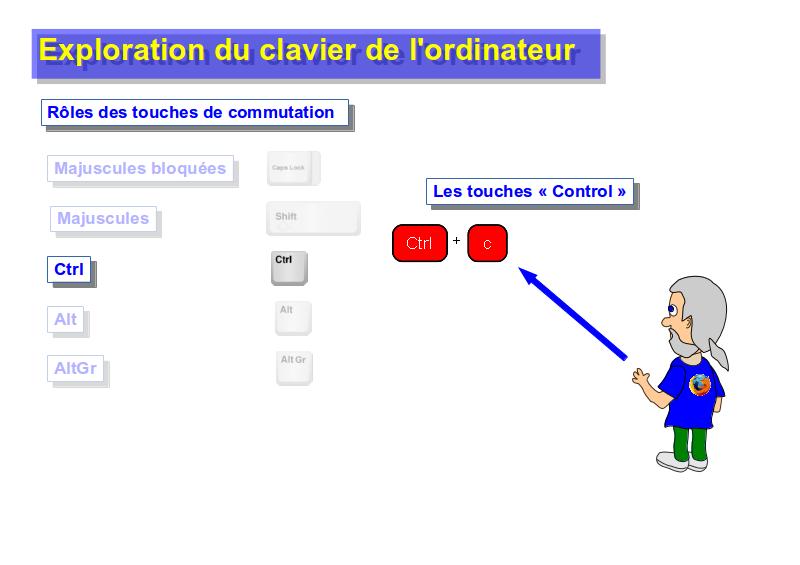 Exploration du clavier de l'ordinateur
Rôles des touches de commutation
Majuscules bloquées
Caps Lock
Les touches « Control »
Majuscules
Shift
Ctrl + c
Ctrl
Ctrl
Alt
Alt
AltGr
Alt Gr